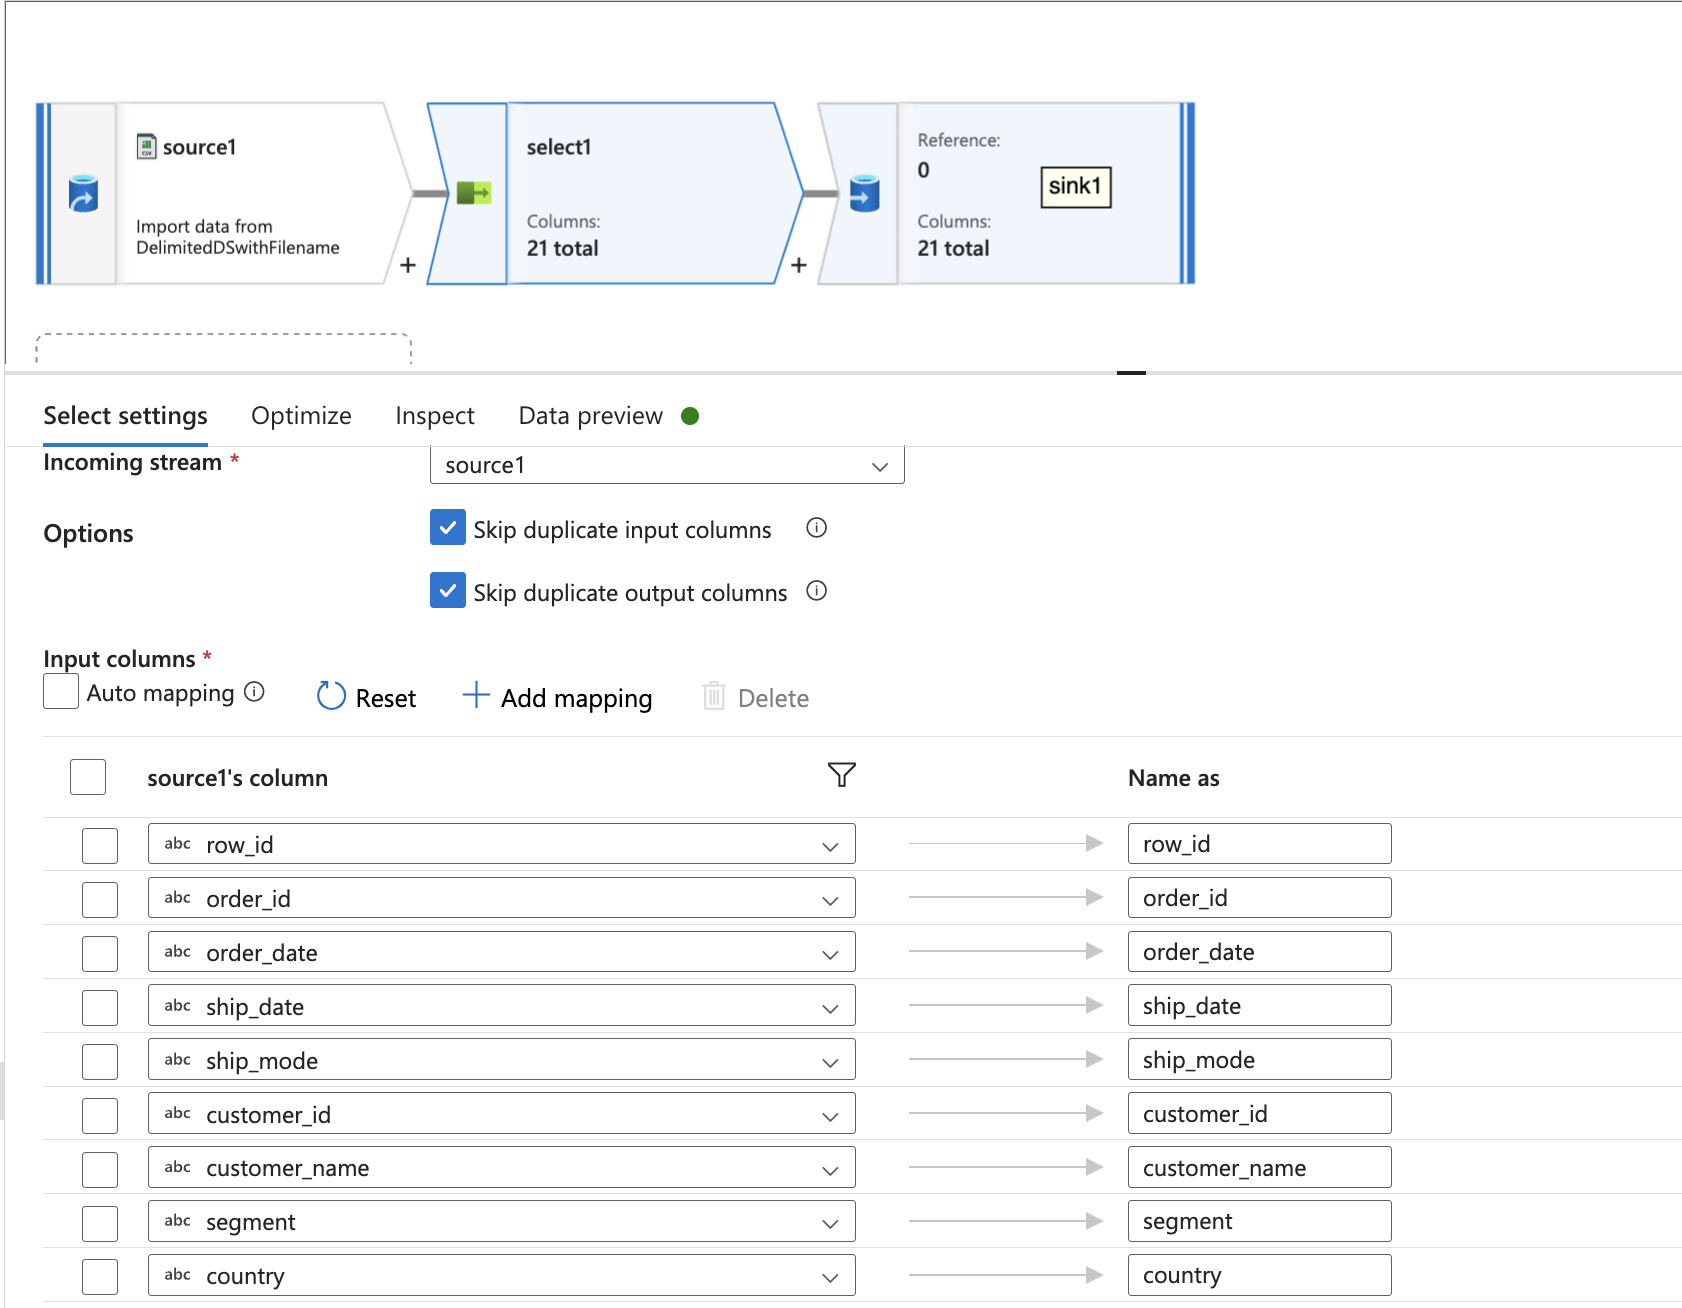 source1
Import data from
DelimitedDSwithFilename
+
select1
Columns:
21 total
+
Reference:
0
Columns:
21 total
sink1
Select settings Optimize Inspect Data preview
Incoming stream * source1
Options Skip duplicate input columns
Skip duplicate output columns
Input columns *
Auto mapping Reset Add mapping Delete
source1's column Name as
abc row_id row_id
abc order_id order_id
abc order_date order_date
abc ship_date ship_date
abc ship_mode ship_mode
abc customer_id customer_id
abc customer_name customer_name
abc segment segment
abc country country